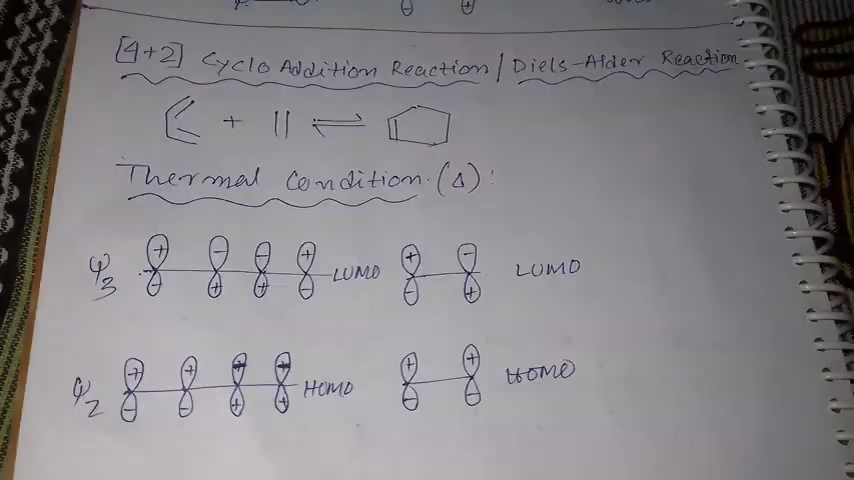 [4+2] Cyclo Addition Reaction / Diels-Alder Reaction
+
Thermal Condition. (Δ):
Ψ3 + - - + LUMO + - LUMO
- + + - - +
Ψ2 + + HOMO + + HOMO
- - + + - -